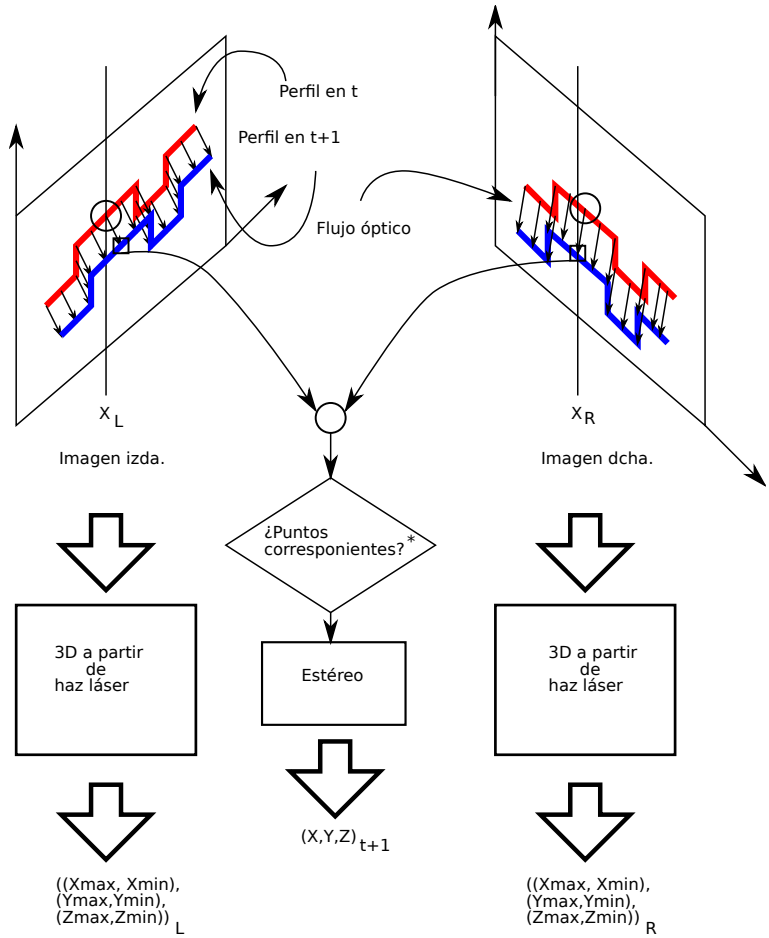 Perfil en t
Perfil en t+1
Flujo óptico
X L
X R
Imagen izda.
Imagen dcha.
¿Puntos
corresponientes? *
3D a partir
de
haz láser
Estéreo
3D a partir
de
haz láser
(X,Y,Z) t+1
((Xmax, Xmin),
(Ymax,Ymin),
(Zmax,Zmin)) L
((Xmax, Xmin),
(Ymax,Ymin),
(Zmax,Zmin)) R